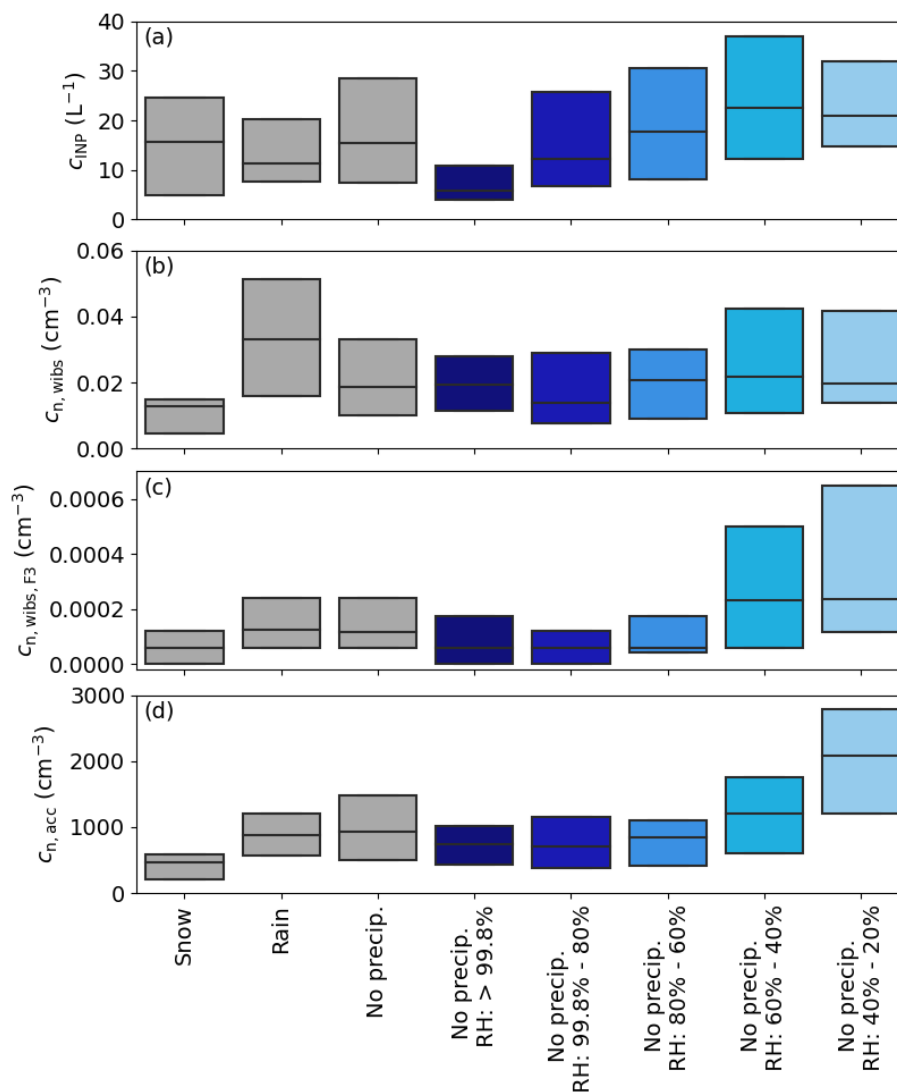 (a)
40
30
20
10
0
c_INP (L⁻¹)
(b)
0.06
0.04
0.02
0.00
c_n, wibs (cm⁻³)
(c)
0.0006
0.0004
0.0002
0.0000
c_n, wibs, F3 (cm⁻³)
(d)
3000
2000
1000
0
c_n, acc (cm⁻³)
Snow
Rain
No precip.
No precip.
RH: > 99.8%
No precip.
RH: 99.8% - 80%
No precip.
RH: 80% - 60%
No precip.
RH: 60% - 40%
No precip.
RH: 40% - 20%